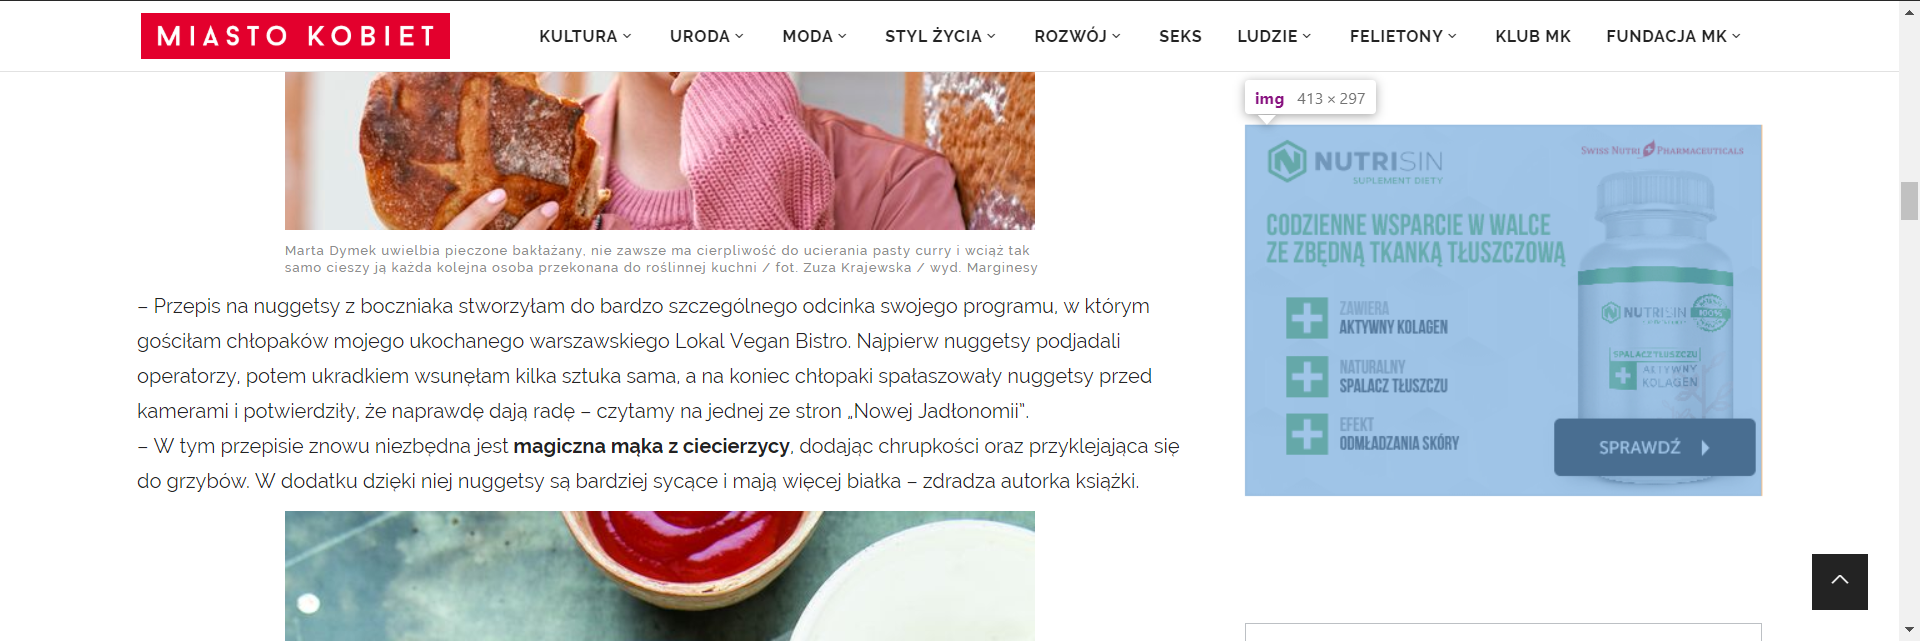 MIASTO KOBIET
KULTURA
URODA
MODA
STYL ŻYCIA
ROZWÓJ
SEKS
LUDZIE
FELIETONY
KLUB MK
FUNDACJA MK
Marta Dymek uwielbia pieczone bakłażany, nie zawsze ma cierpliwość do ucierania pasty curry i wciąż tak
samo cieszy ją każda kolejna osoba przekonana do roślinnej kuchni / fot. Zuza Krajewska / wyd. Marginesy
– Przepis na nuggetsy z boczniaka stworzyłam do bardzo szczególnego odcinka swojego programu, w którym
gościłam chłopaków mojego ukochanego warszawskiego Lokal Vegan Bistro. Najpierw nuggetsy podjadali
operatorzy, potem ukradkiem wsunęłam kilka sztuka sama, a na koniec chłopaki spałaszowały nuggetsy przed
kamerami i potwierdziły, że naprawdę dają radę – czytamy na jednej ze stron „Nowej Jadłonomii”.
– W tym przepisie znowu niezbędna jest magiczna mąka z ciecierzycy, dodając chrupkości oraz przyklejająca się
do grzybów. W dodatku dzięki niej nuggetsy są bardziej sycące i mają więcej białka – zdradza autorka książki.
img 413 × 297
NUTRISIN
SUPLEMENT DIETY
SWISS NUTRI PHARMACEUTICALS
CODZIENNE WSPARCIE W WALCE
ZE ZBĘDNĄ TKANKĄ TŁUSZCZOWĄ
ZAWIERA
AKTYWNY KOLAGEN
NATURALNY
SPALACZ TŁUSZCZU
EFEKT
ODMŁADZANIA SKÓRY
NUTRISIN
100%
SPALACZ TŁUSZCZU
AKTYWNY
KOLAGEN
SPRAWDŹ